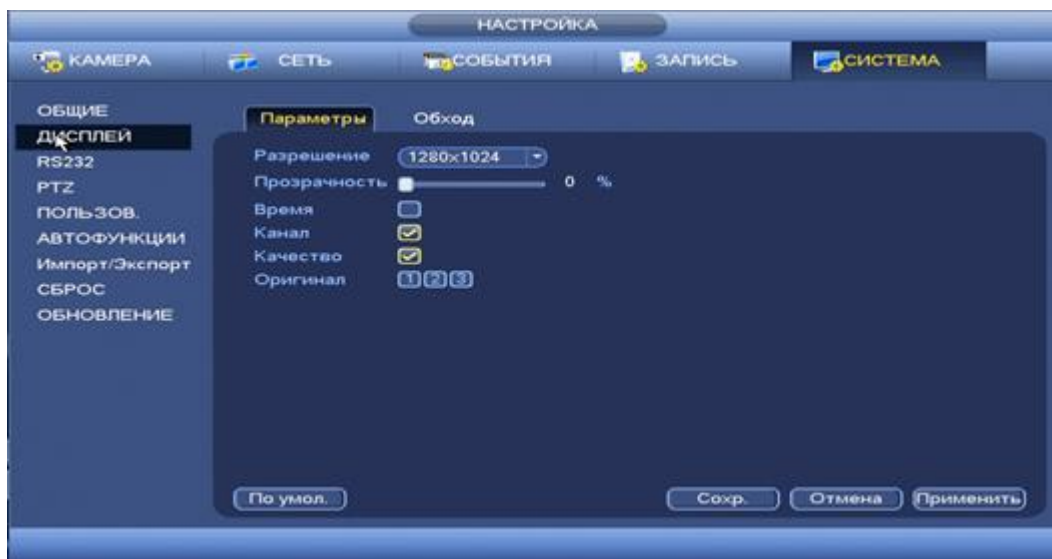 НАСТРОЙКА
КАМЕРА СЕТЬ СОБЫТИЯ ЗАПИСЬ СИСТЕМА
ОБЩИЕ
ДИСПЛЕЙ
RS232
PTZ
ПОЛЬЗОВ.
АВТОФУНКЦИИ
Импорт/Экспорт
СБРОС
ОБНОВЛЕНИЕ
Параметры Обход
Разрешение 1280x1024
Прозрачность 0 %
Время
Канал
Качество
Оригинал 1 2 3
По умол. Сохр. Отмена Применить